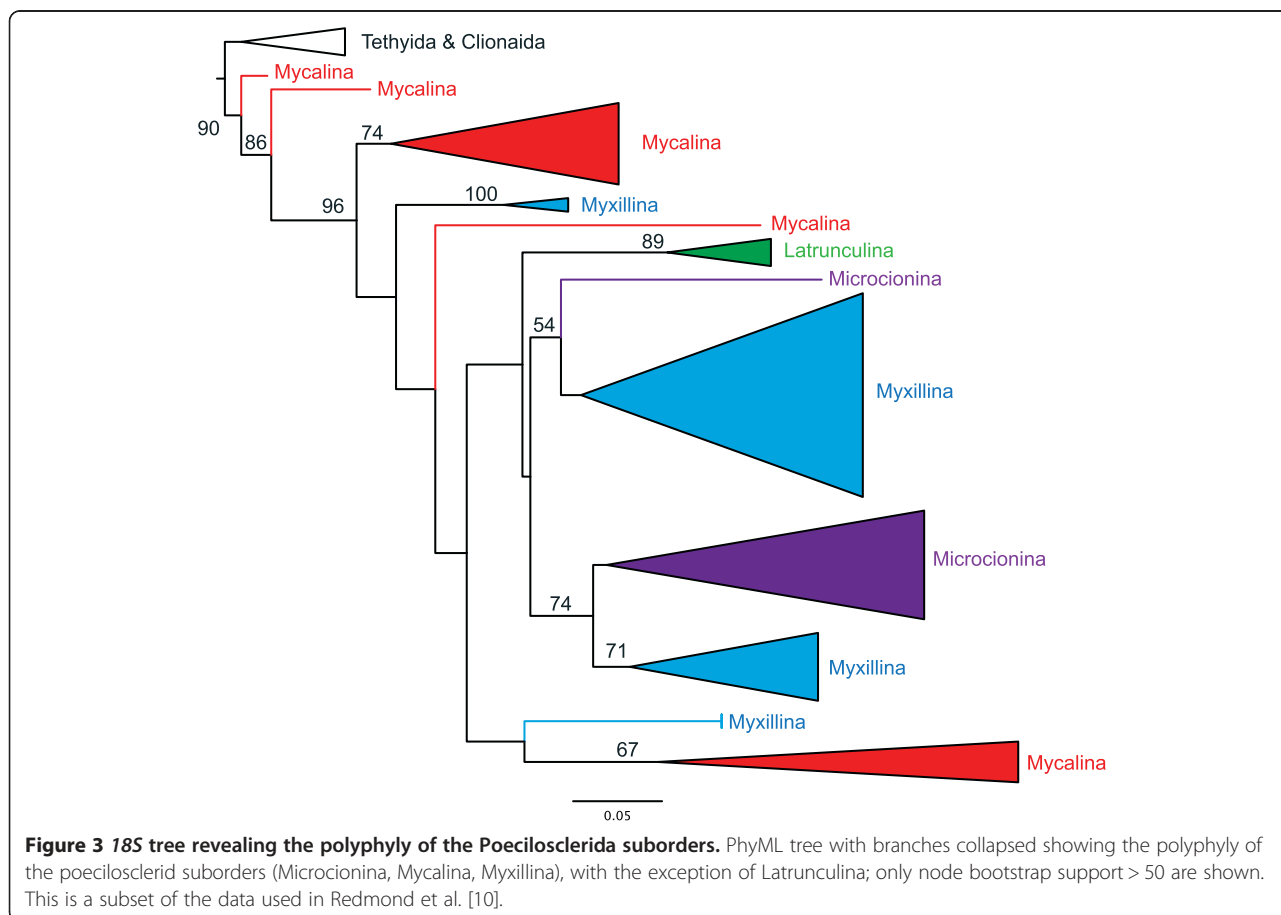 Tethyida & Clionaida
Mycalina
Mycalina
90
86
74
Mycalina
96
100
Myxillina
Mycalina
89
Latrunculina
Microcionina
54
Myxillina
Microcionina
74
71
Myxillina
Myxillina
67
Mycalina
0.05
Figure 3 18S tree revealing the polyphyly of the Poecilosclerida suborders. PhyML tree with branches collapsed showing the polyphyly of
the poecilosclerid suborders (Microcionina, Mycalina, Myxillina), with the exception of Latrunculina; only node bootstrap support > 50 are shown.
This is a subset of the data used in Redmond et al. [10].